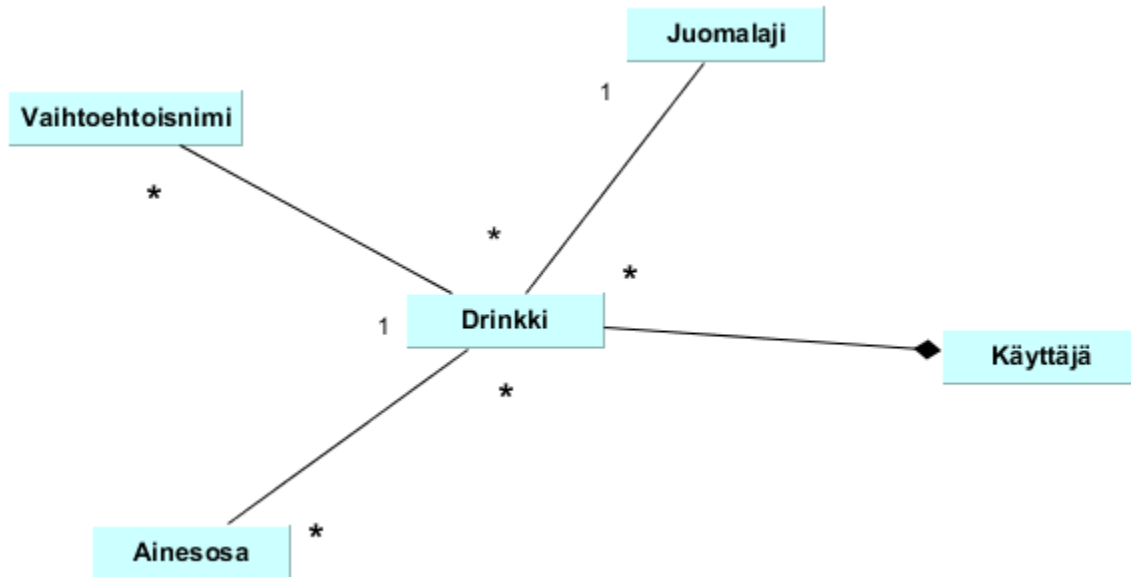 Juomalaji
1
Vaihtoehtoisnimi
*
*
*
Drinkki
1
Käyttäjä
*
*
Ainesosa